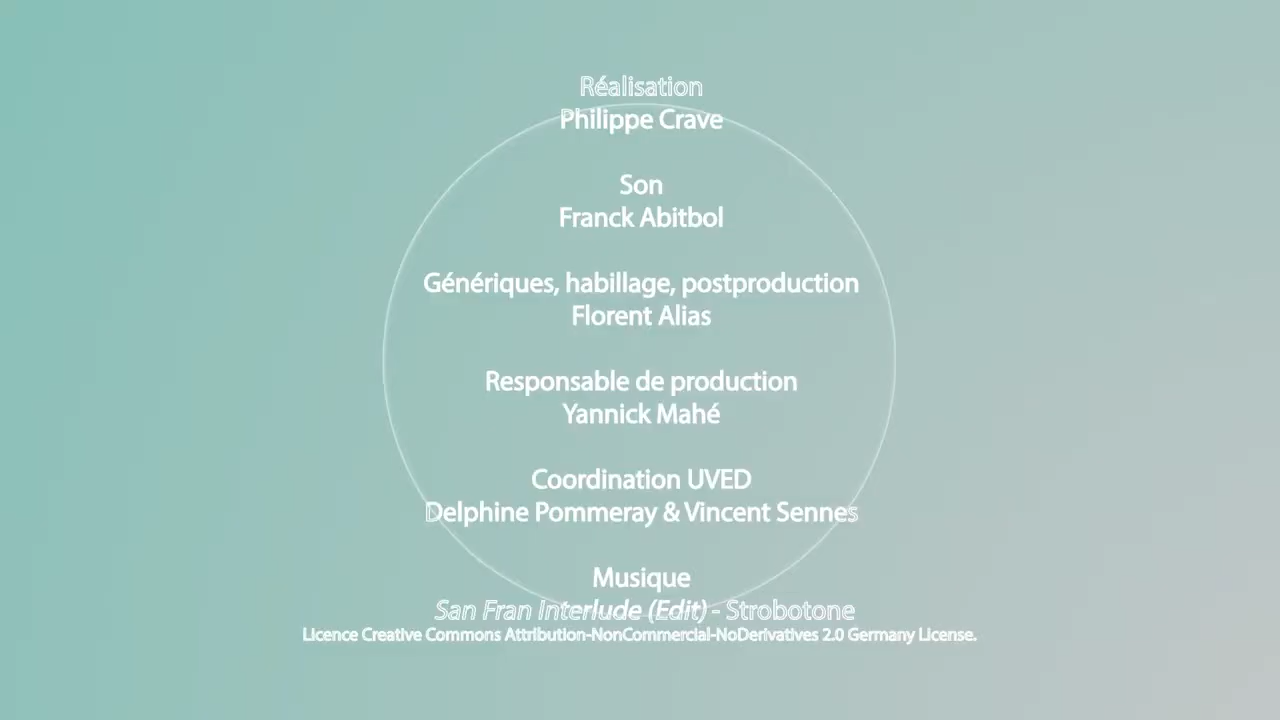 Réalisation
Philippe Crave
Son
Franck Abitbol
Génériques, habillage, postproduction
Florent Alias
Responsable de production
Yannick Mahé
Coordination UVED
Delphine Pommeray & Vincent Sennes
Musique
San Fran Interlude (Edit) - Strobotone
Licence Creative Commons Attribution-NonCommercial-NoDerivatives 2.0 Germany License.